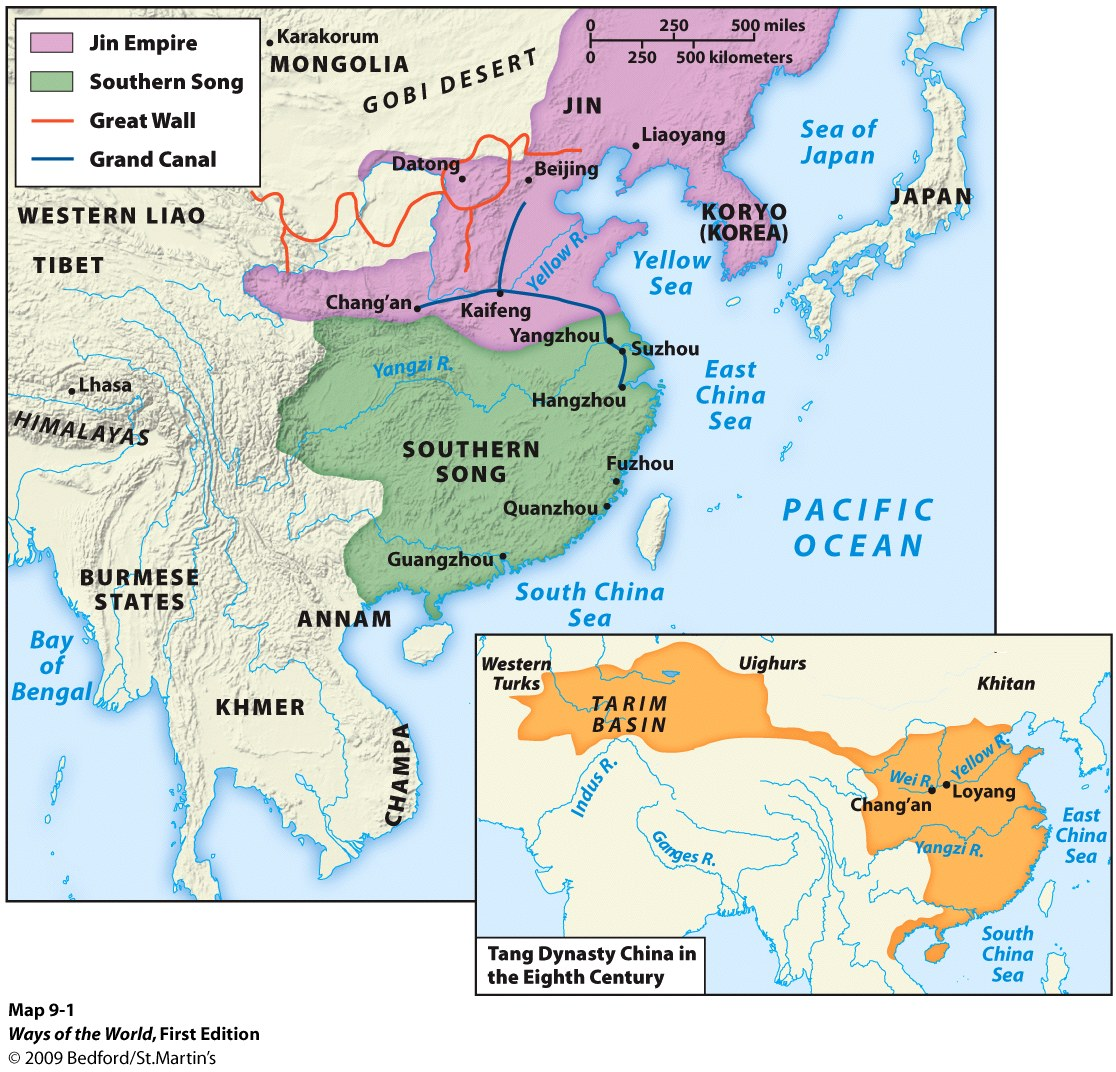 Jin Empire
Southern Song
Great Wall
Grand Canal
Karakorum
MONGOLIA
GOBI DESERT
0 250 500 miles
0 250 500 kilometers
JIN
Liaoyang
Sea of
Japan
Datong
Beijing
JAPAN
WESTERN LIAO
KORYO
(KOREA)
TIBET
Yellow R.
Yellow
Sea
Chang’an
Kaifeng
Yangzhou
Suzhou
Yangzi R.
East
China
Sea
Lhasa
Hangzhou
HIMALAYAS
SOUTHERN
SONG
Fuzhou
Quanzhou
PACIFIC
OCEAN
Guangzhou
BURMESE
STATES
South China
Sea
ANNAM
Bay
of
Bengal
KHMER
CHAMPA
Western
Turks
Uighurs
Khitan
TARIM
BASIN
Indus R.
Wei R.
Yellow R.
Chang’an
Loyang
East
China
Sea
Ganges R.
Yangzi R.
South
China
Sea
Tang Dynasty China in
the Eighth Century
Map 9-1
Ways of the World, First Edition
© 2009 Bedford/St.Martin’s